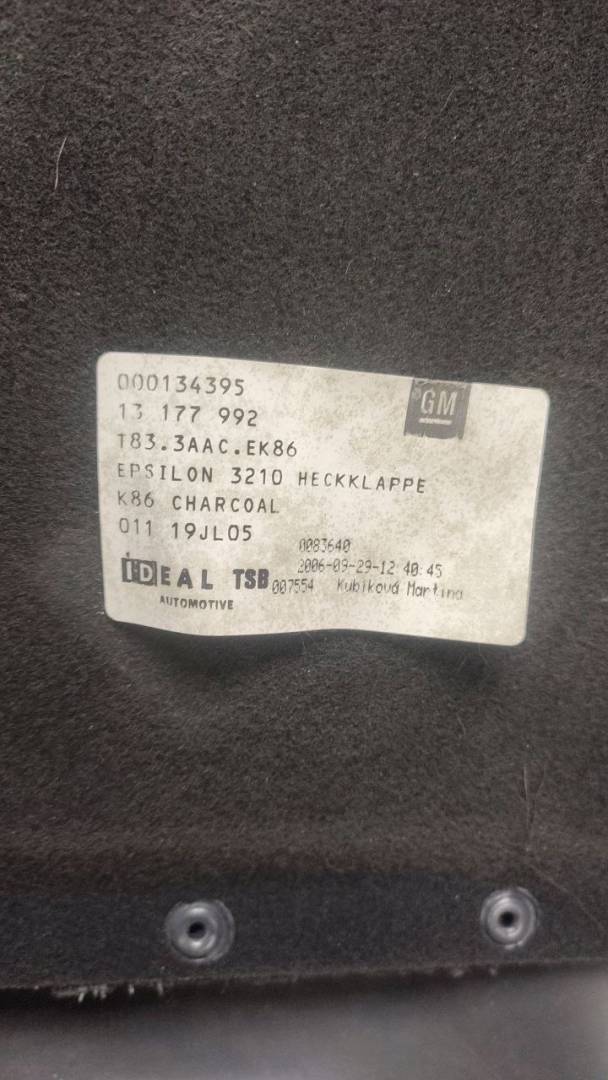 000134395
GM
13 177 992
T83.3AAC.EK86
EPSILON 3210 HECKKLAPPE
K86 CHARCOAL
011 19JL05
0083640
2006-09-29-12:40:45
IDEAL TSB 007554 Kubiková Martina
AUTOMOTIVE